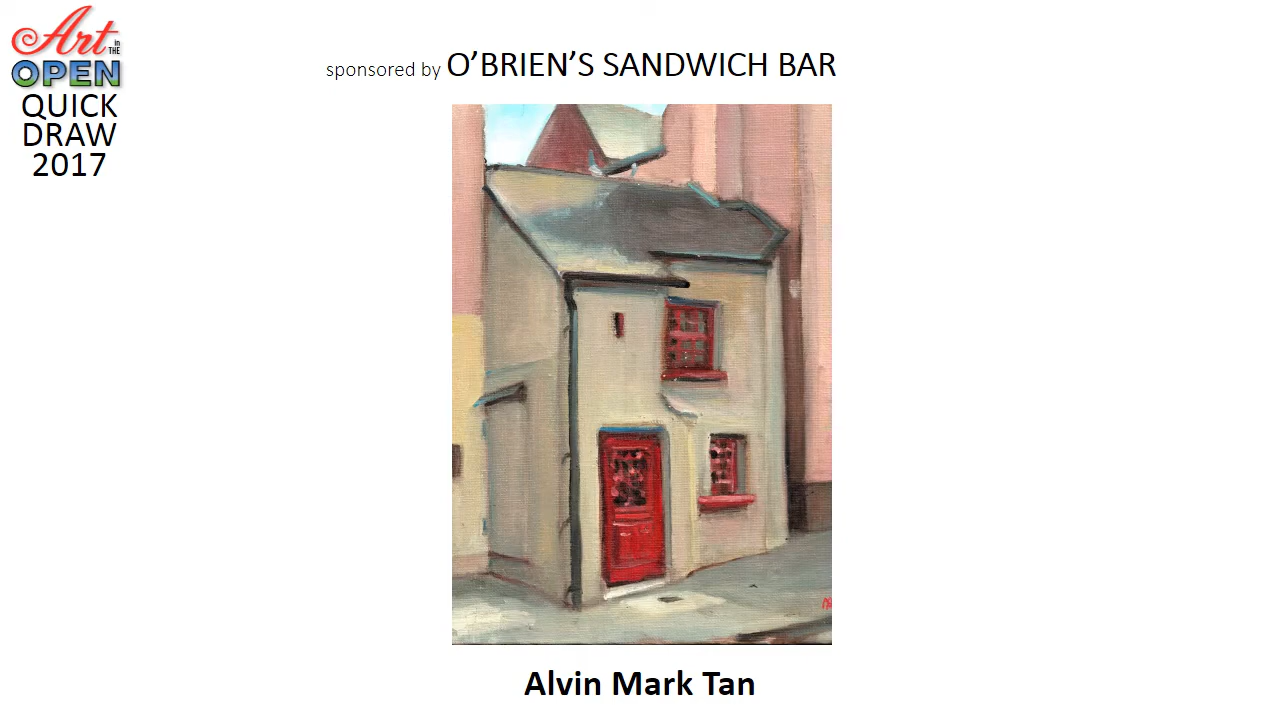 Art in THE
OPEN
QUICK
DRAW
2017
sponsored by O’BRIEN’S SANDWICH BAR
Alvin Mark Tan